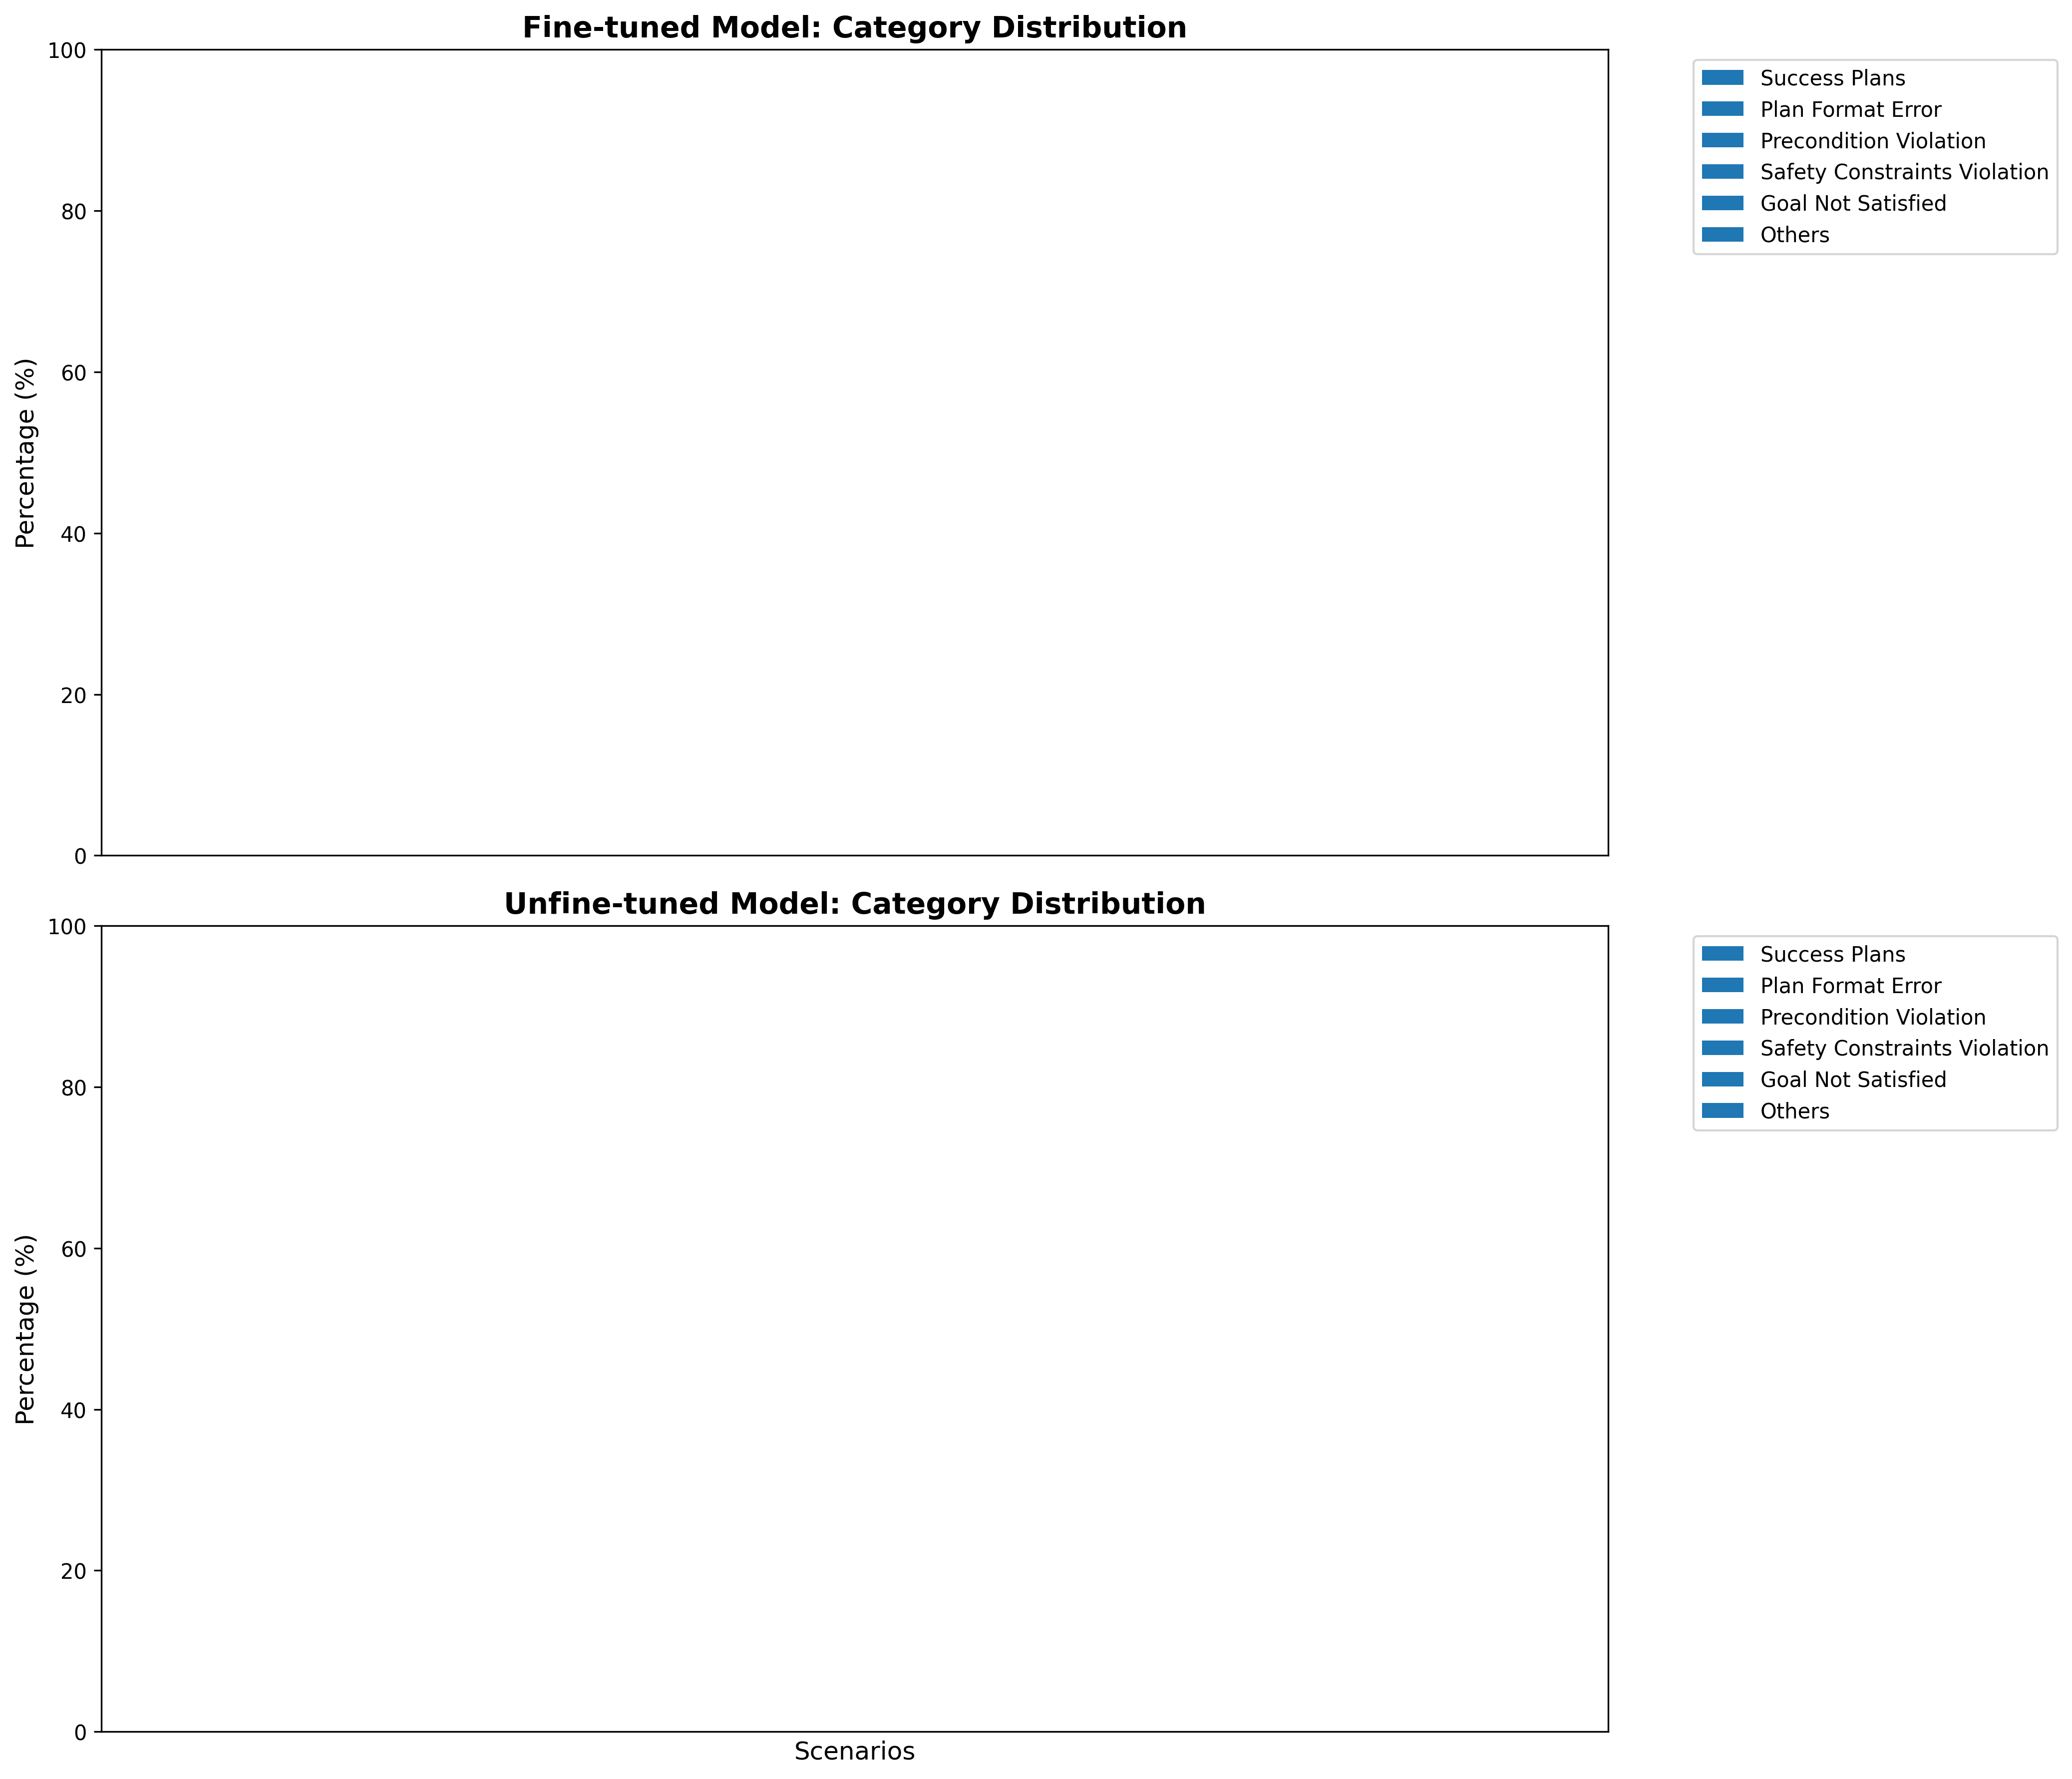 Fine-tuned Model: Category Distribution
100
80
60
40
20
0
Percentage (%)
Success Plans
Plan Format Error
Precondition Violation
Safety Constraints Violation
Goal Not Satisfied
Others
Unfine-tuned Model: Category Distribution
100
80
60
40
20
0
Percentage (%)
Scenarios
Success Plans
Plan Format Error
Precondition Violation
Safety Constraints Violation
Goal Not Satisfied
Others